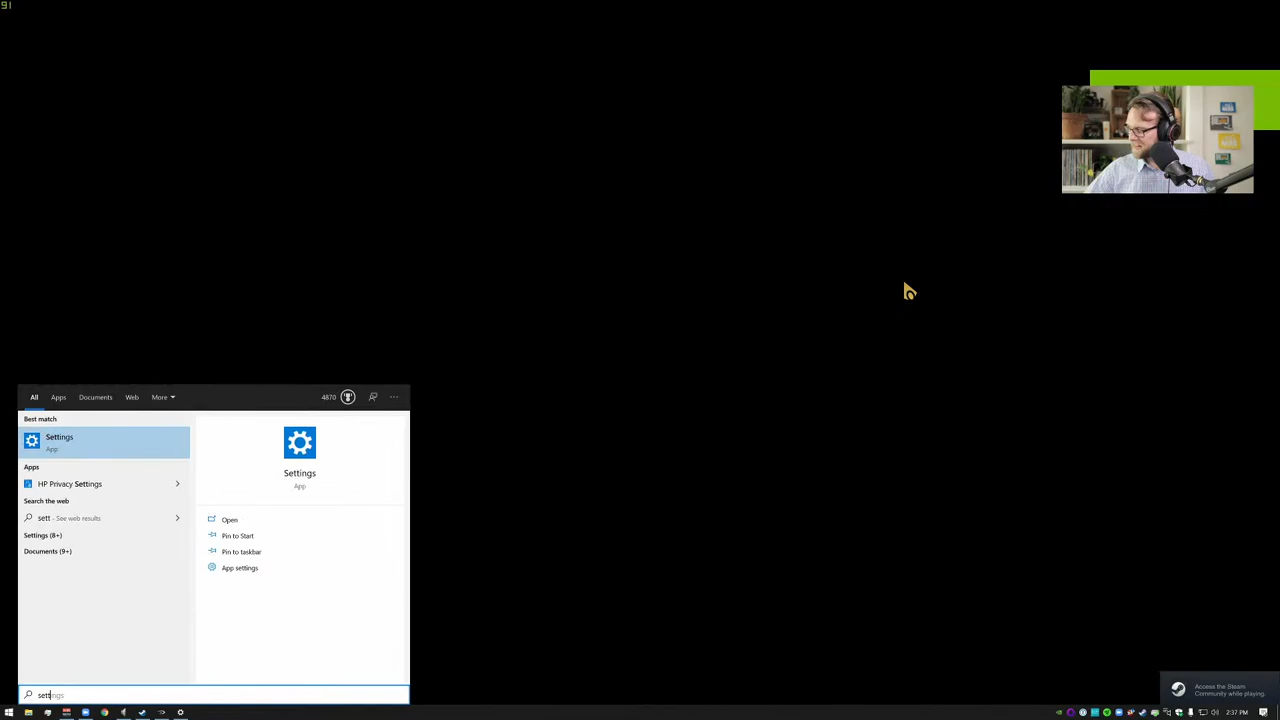 91
All Apps Documents Web More 4870 ...
Best match
Settings
App
Apps
HP Privacy Settings
Search the web
sett - See web results
Settings (8+)
Documents (9+)
Settings
App
Open
Pin to Start
Pin to taskbar
App settings
settings
Access the Steam
Community while playing.
2:37 PM